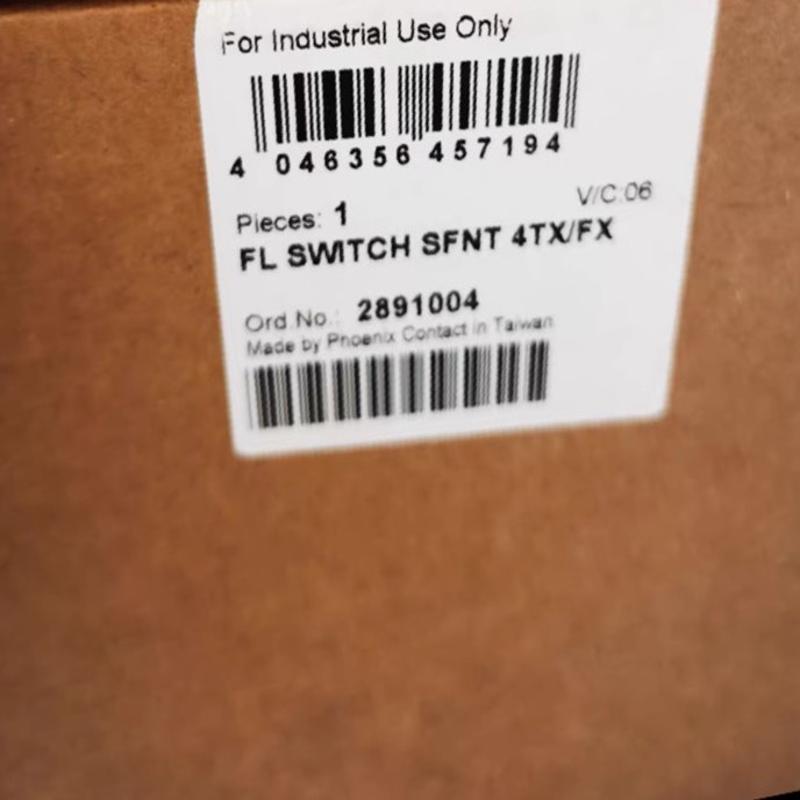 For Industrial Use Only
4 046356 457194
V/C:06
Pieces: 1
FL SWITCH SFNT 4TX/FX
Ord.No.: 2891004
Made by Phoenix Contact in Taiwan